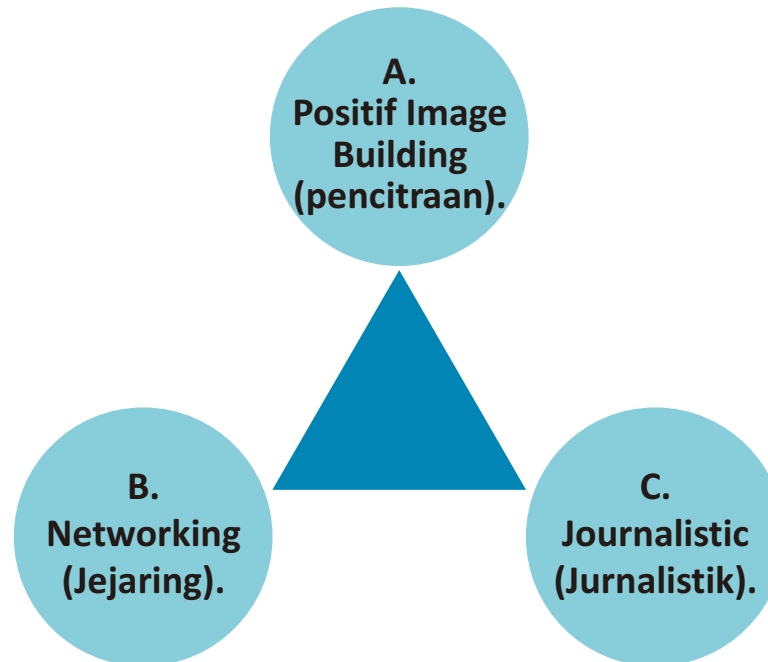 A.
Positif Image
Building
(pencitraan).
B.
Networking
(Jejaring).
C.
Journalistic
(Jurnalistik).